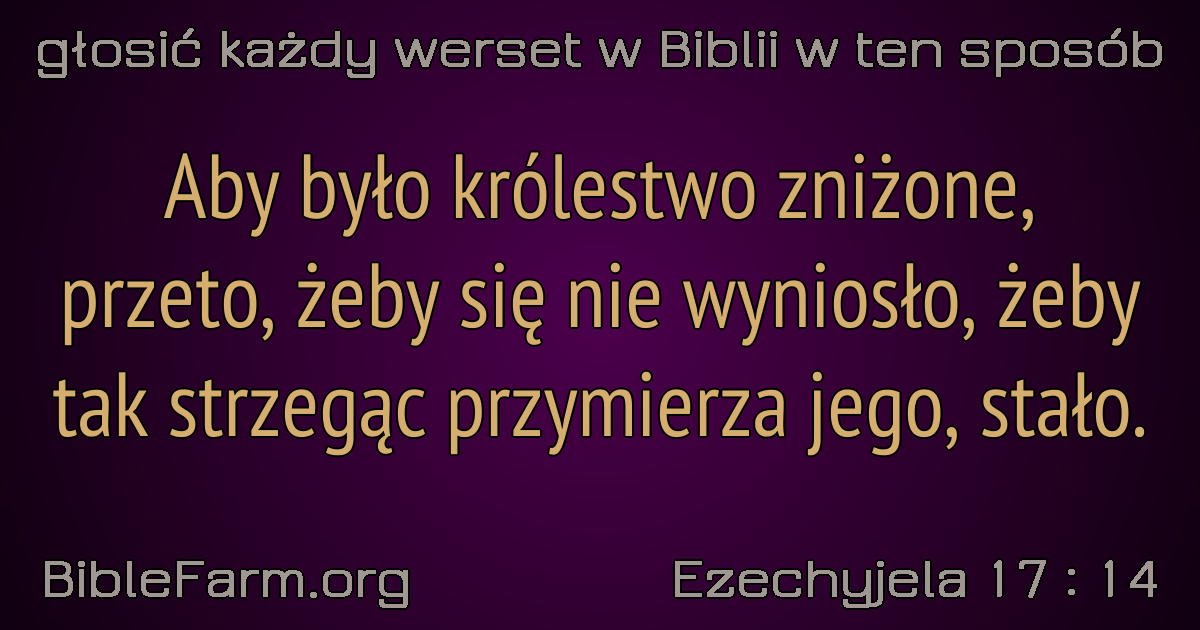 głosić każdy werset w Biblii w ten sposób
Aby było królestwo zniżone,
przeto, żeby się nie wyniosło, żeby
tak strzegąc przymierza jego, stało.
BibleFarm.org
Ezechyjela 17 : 14